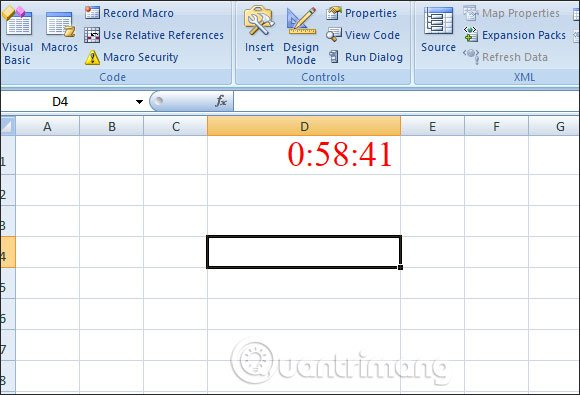 Record Macro
Use Relative References
Macro Security
Visual Basic
Macros
Code
Insert
Design Mode
Properties
View Code
Run Dialog
Controls
Source
Map Properties
Expansion Packs
Refresh Data
XML
D4
fx
A B C D E F G
1 0:58:41
2
3
4
5
6
7
8
Quantrimang